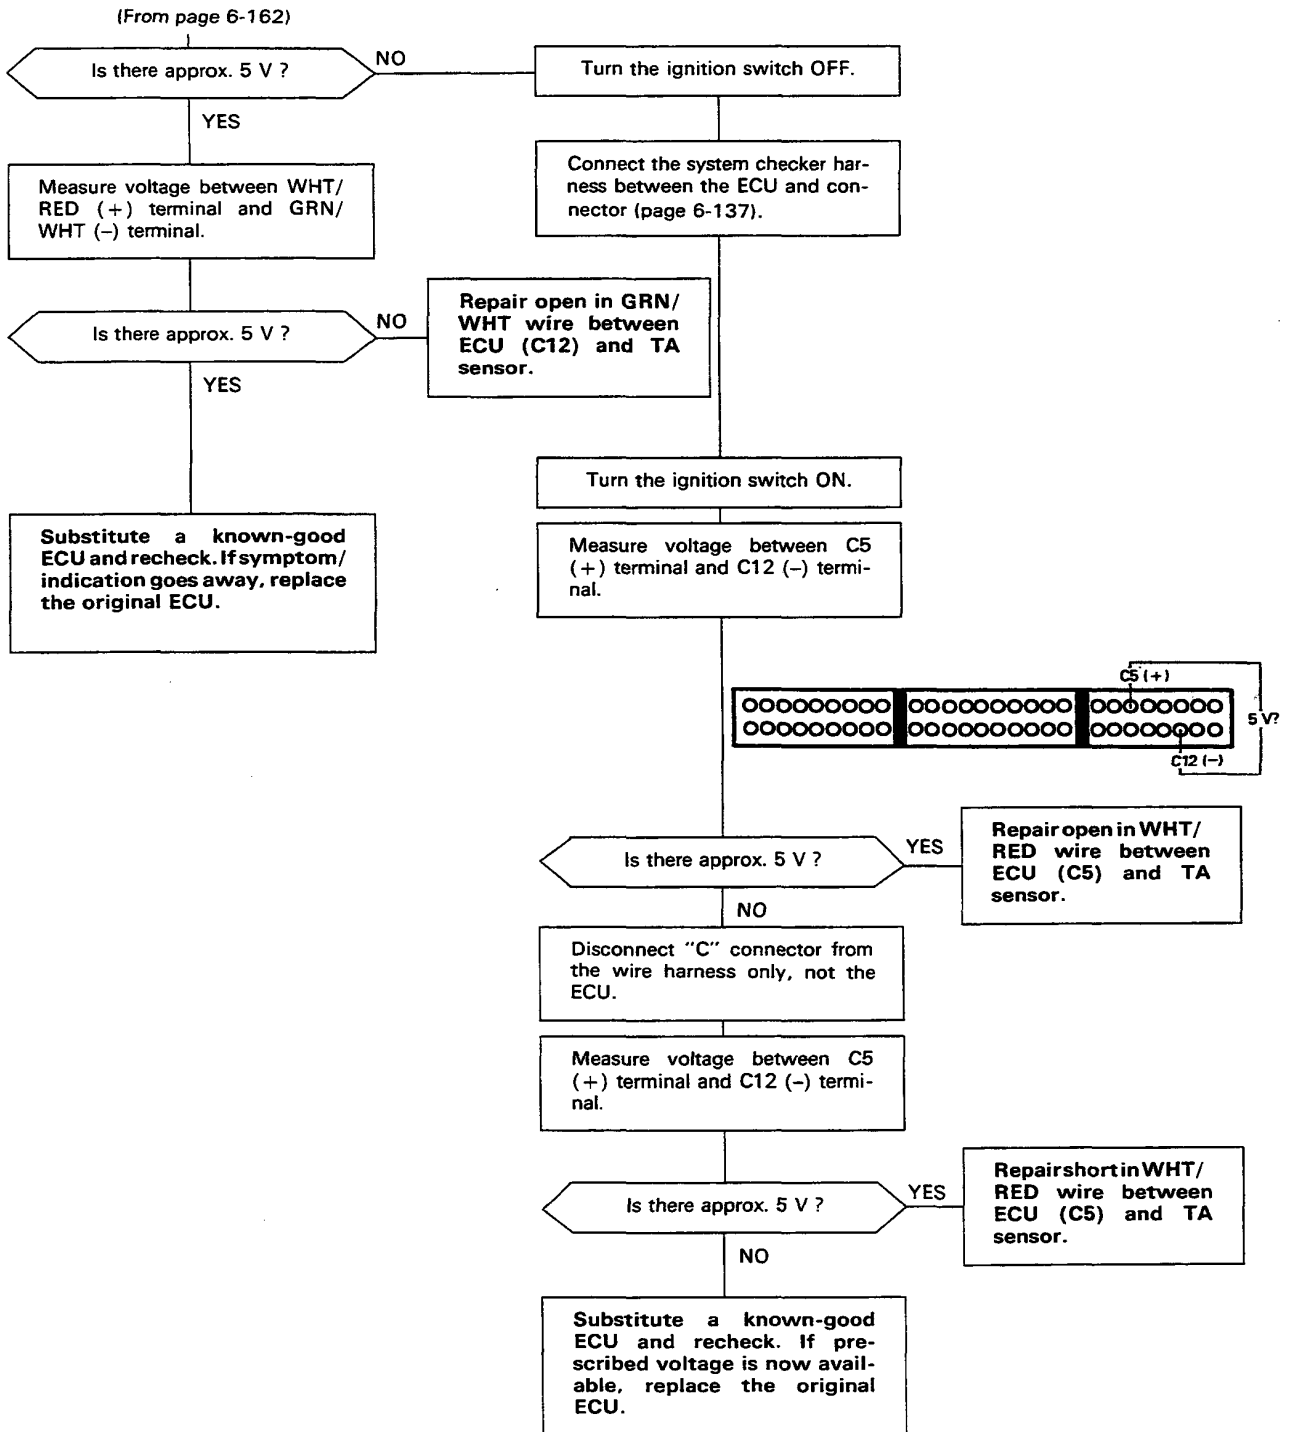 (From page 6-162)
Is there approx. 5 V ?
NO
Turn the ignition switch OFF.
YES
Connect the system checker har-
ness between the ECU and con-
nector (page 6-137).
Measure voltage between WHT/
RED (+) terminal and GRN/
WHT (–) terminal.
Is there approx. 5 V ?
NO
Repair open in GRN/
WHT wire between
ECU (C12) and TA
sensor.
YES
Turn the ignition switch ON.
Substitute a known-good
ECU and recheck. If symptom/
indication goes away, replace
the original ECU.
Measure voltage between C5
(+) terminal and C12 (–) termi-
nal.
C5 (+)
5 V?
C12 (–)
Is there approx. 5 V ?
YES
Repair open in WHT/
RED wire between
ECU (C5) and TA
sensor.
NO
Disconnect "C" connector from
the wire harness only, not the
ECU.
Measure voltage between C5
(+) terminal and C12 (–) termi-
nal.
Is there approx. 5 V ?
YES
Repair short in WHT/
RED wire between
ECU (C5) and TA
sensor.
NO
Substitute a known-good
ECU and recheck. If pre-
scribed voltage is now avail-
able, replace the original
ECU.